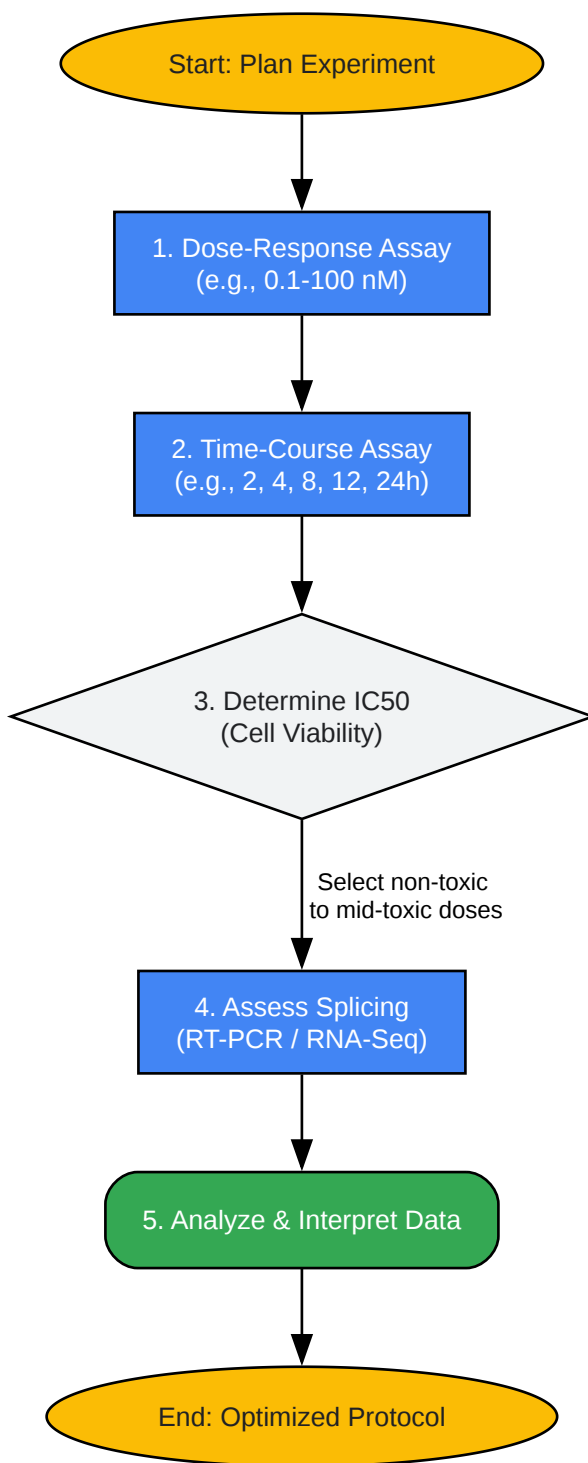 Start: Plan Experiment
1. Dose-Response Assay
(e.g., 0.1-100 nM)
2. Time-Course Assay
(e.g., 2, 4, 8, 12, 24h)
3. Determine IC50
(Cell Viability)
Select non-toxic
to mid-toxic doses
4. Assess Splicing
(RT-PCR / RNA-Seq)
5. Analyze & Interpret Data
End: Optimized Protocol